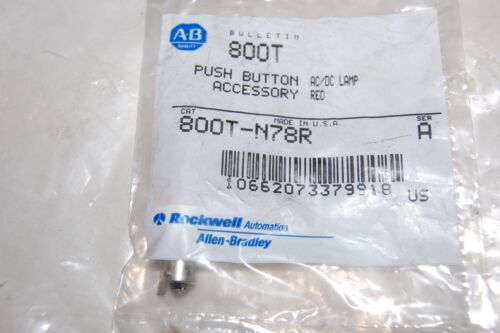 A-B
QUALITY
BULLETIN
800T
PUSH BUTTON AC/DC LAMP
ACCESSORY RED
CAT MADE IN U.S.A. SER
800T-N78R A
10662073379918 US
Rockwell Automation
Allen-Bradley